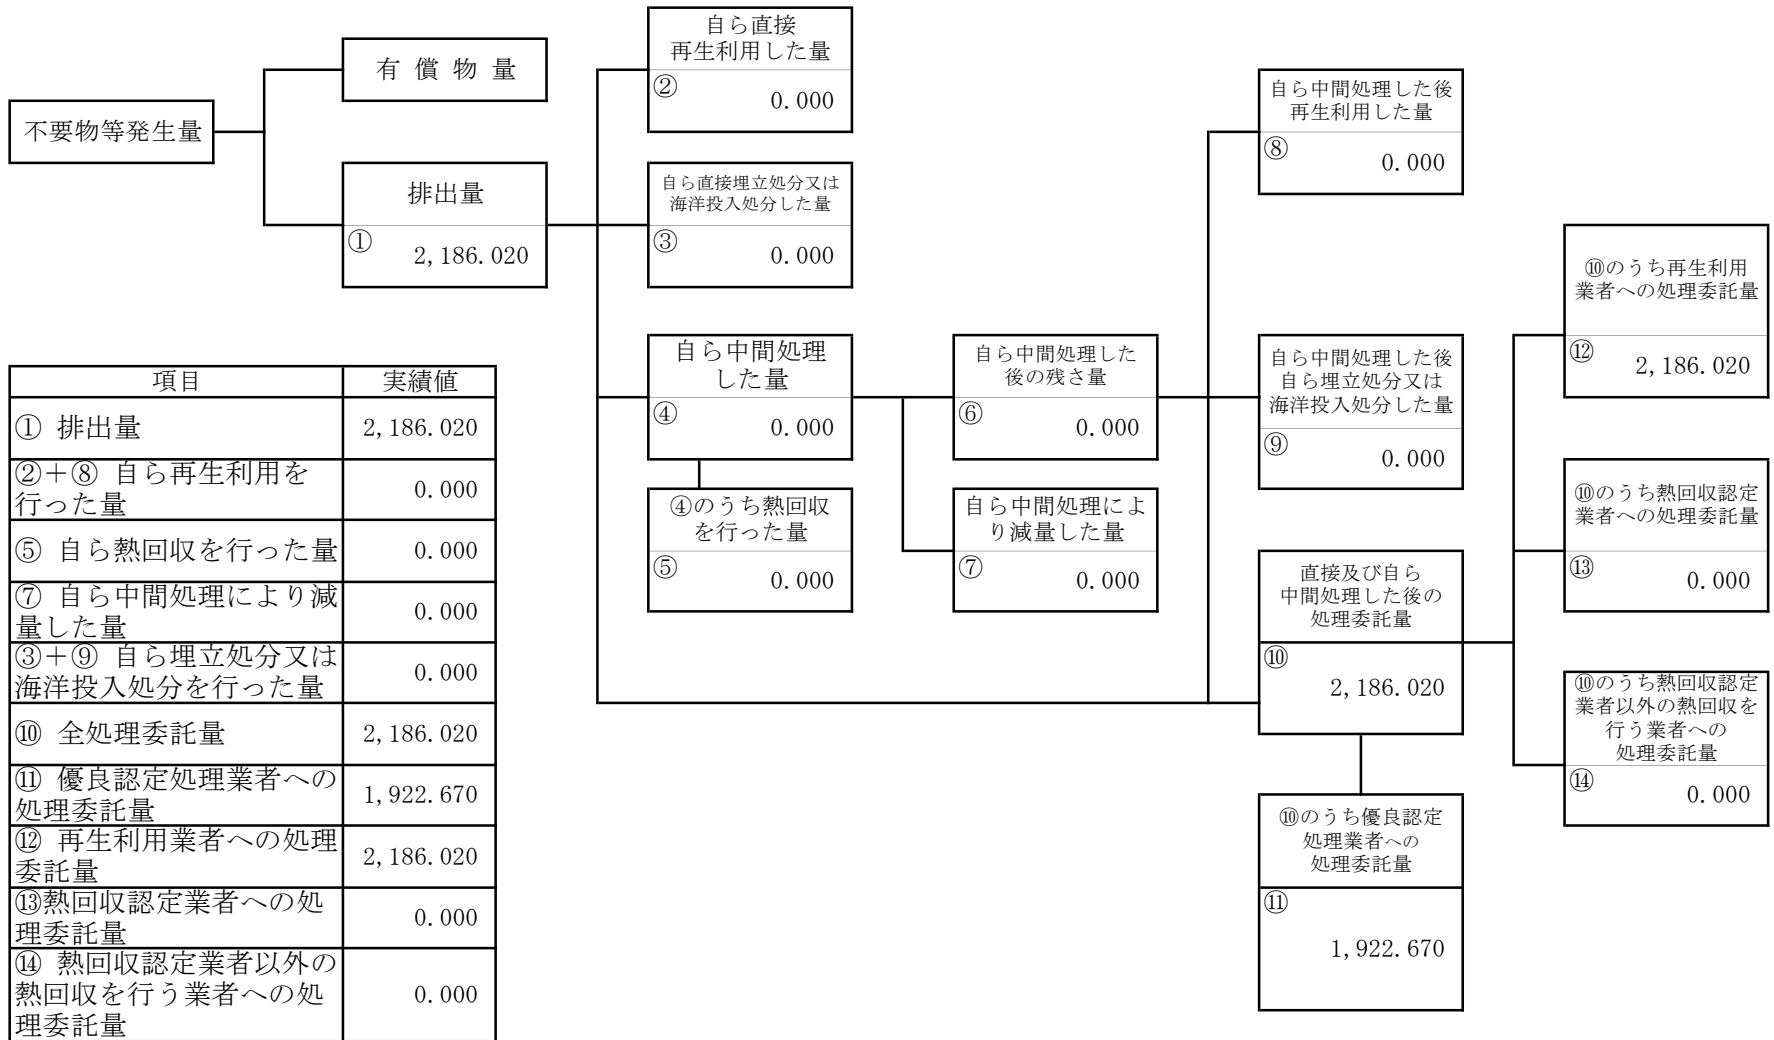 自ら直接
再生利用した量
② 0.000
有償物量
不要物等発生量
排出量
① 2,186.020
自ら直接埋立処分又は
海洋投入処分した量
③ 0.000
自ら中間処理した後
再生利用した量
⑧ 0.000
自ら中間処理
した量
④ 0.000
自ら中間処理した
後の残さ量
⑥ 0.000
自ら中間処理した後
自ら埋立処分又は
海洋投入処分した量
⑨ 0.000
④のうち熱回収
を行った量
⑤ 0.000
自ら中間処理によ
り減量した量
⑦ 0.000
直接及び自ら
中間処理した後の
処理委託量
⑩ 2,186.020
⑩のうち優良認定
処理業者への
処理委託量
⑪ 1,922.670
⑩のうち再生利用
業者への処理委託量
⑫ 2,186.020
⑩のうち熱回収認定
業者への処理委託量
⑬ 0.000
⑩のうち熱回収認定
業者以外の熱回収を
行う業者への
処理委託量
⑭ 0.000
項目 実績値
① 排出量 2,186.020
②+⑧ 自ら再生利用を
行った量 0.000
⑤ 自ら熱回収を行った量 0.000
⑦ 自ら中間処理により減
量した量 0.000
③+⑨ 自ら埋立処分又は
海洋投入処分を行った量 0.000
⑩ 全処理委託量 2,186.020
⑪ 優良認定処理業者への
処理委託量 1,922.670
⑫ 再生利用業者への処理
委託量 2,186.020
⑬熱回収認定業者への処
理委託量 0.000
⑭ 熱回収認定業者以外の
熱回収を行う業者への処
理委託量 0.000